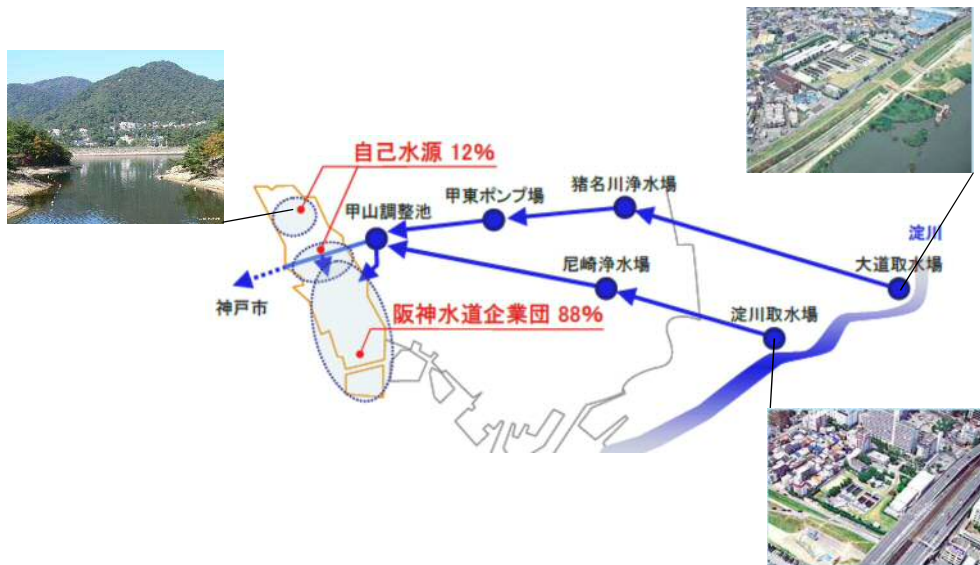 自己水源 12%
甲山調整池
甲東ポンプ場
猪名川浄水場
淀川
大道取水場
尼崎浄水場
神戸市
阪神水道企業団 88%
淀川取水場